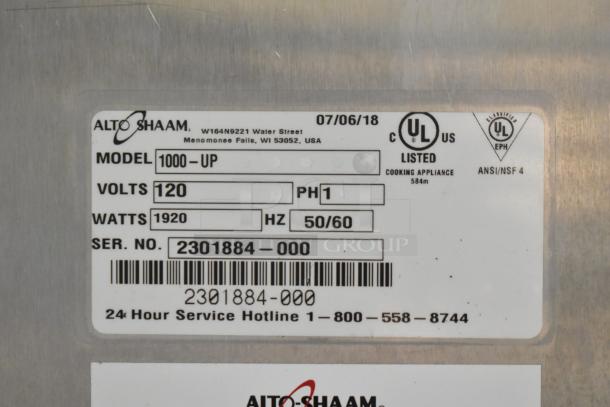 ALTO SHAAM®
W164N9221 Water Street
Menomonee Falls, WI 53052, USA
07/06/18
C UL US
LISTED
COOKING APPLIANCE
584m
CLASSIFIED
UL
EPH
ANSI/NSF 4
MODEL 1000-UP
VOLTS 120 PH 1
WATTS 1920 HZ 50/60
SER. NO. 2301884-000
GROUP
2301884-000
24 Hour Service Hotline 1-800-558-8744
ALTO-SHAAM®